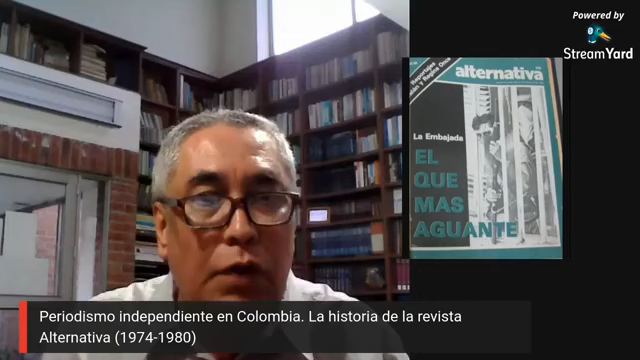 Powered by
StreamYard
Reportajes
alternativa
La Embajada
EL
QUE
MAS
AGUANTE
Periodismo independiente en Colombia. La historia de la revista
Alternativa (1974-1980)